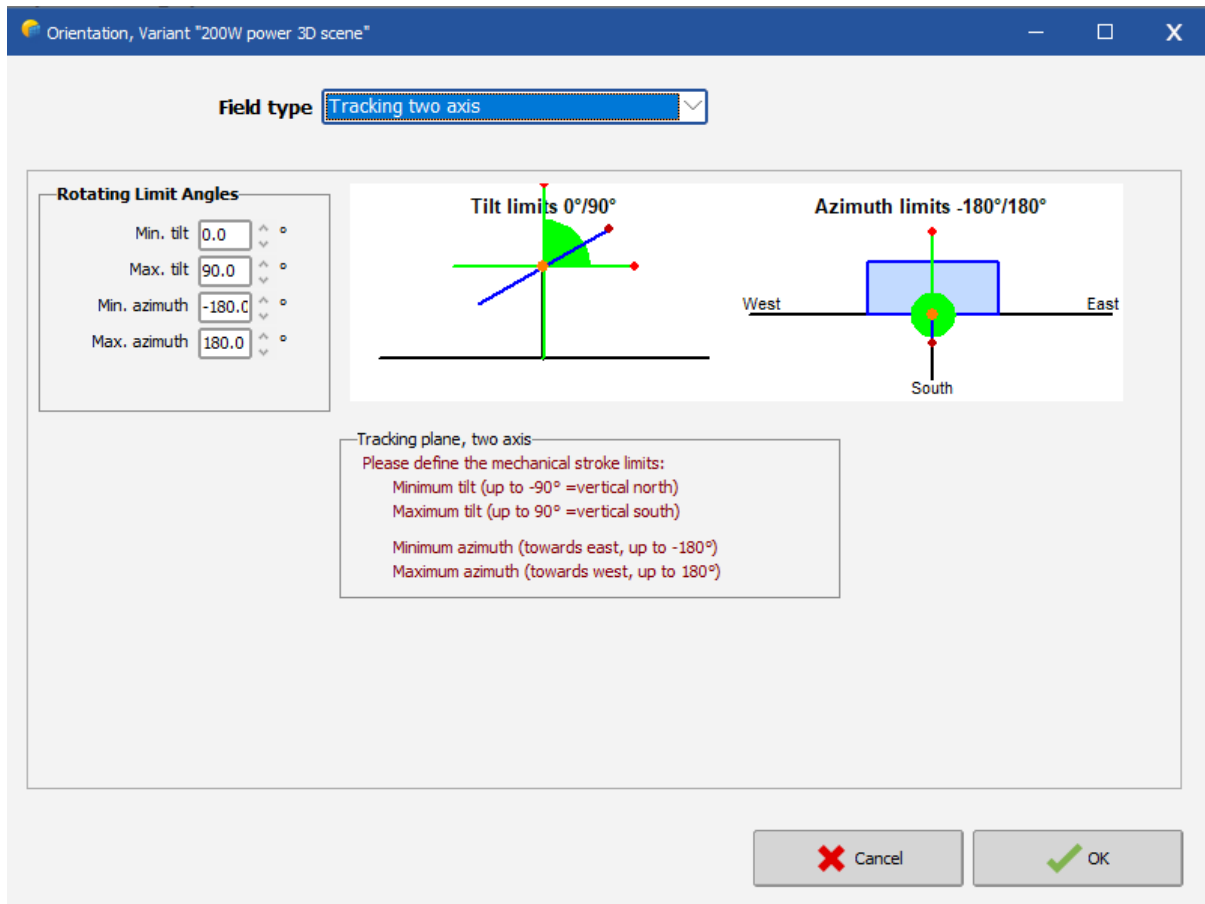 Orientation, Variant "200W power 3D scene"
Field type Tracking two axis
Rotating Limit Angles
Min. tilt 0.0 °
Max. tilt 90.0 °
Min. azimuth -180.0 °
Max. azimuth 180.0 °
Tilt limits 0°/90°
Azimuth limits -180°/180°
West
East
South
Tracking plane, two axis
Please define the mechanical stroke limits:
Minimum tilt (up to -90° =vertical north)
Maximum tilt (up to 90° =vertical south)
Minimum azimuth (towards east, up to -180°)
Maximum azimuth (towards west, up to 180°)
Cancel
OK